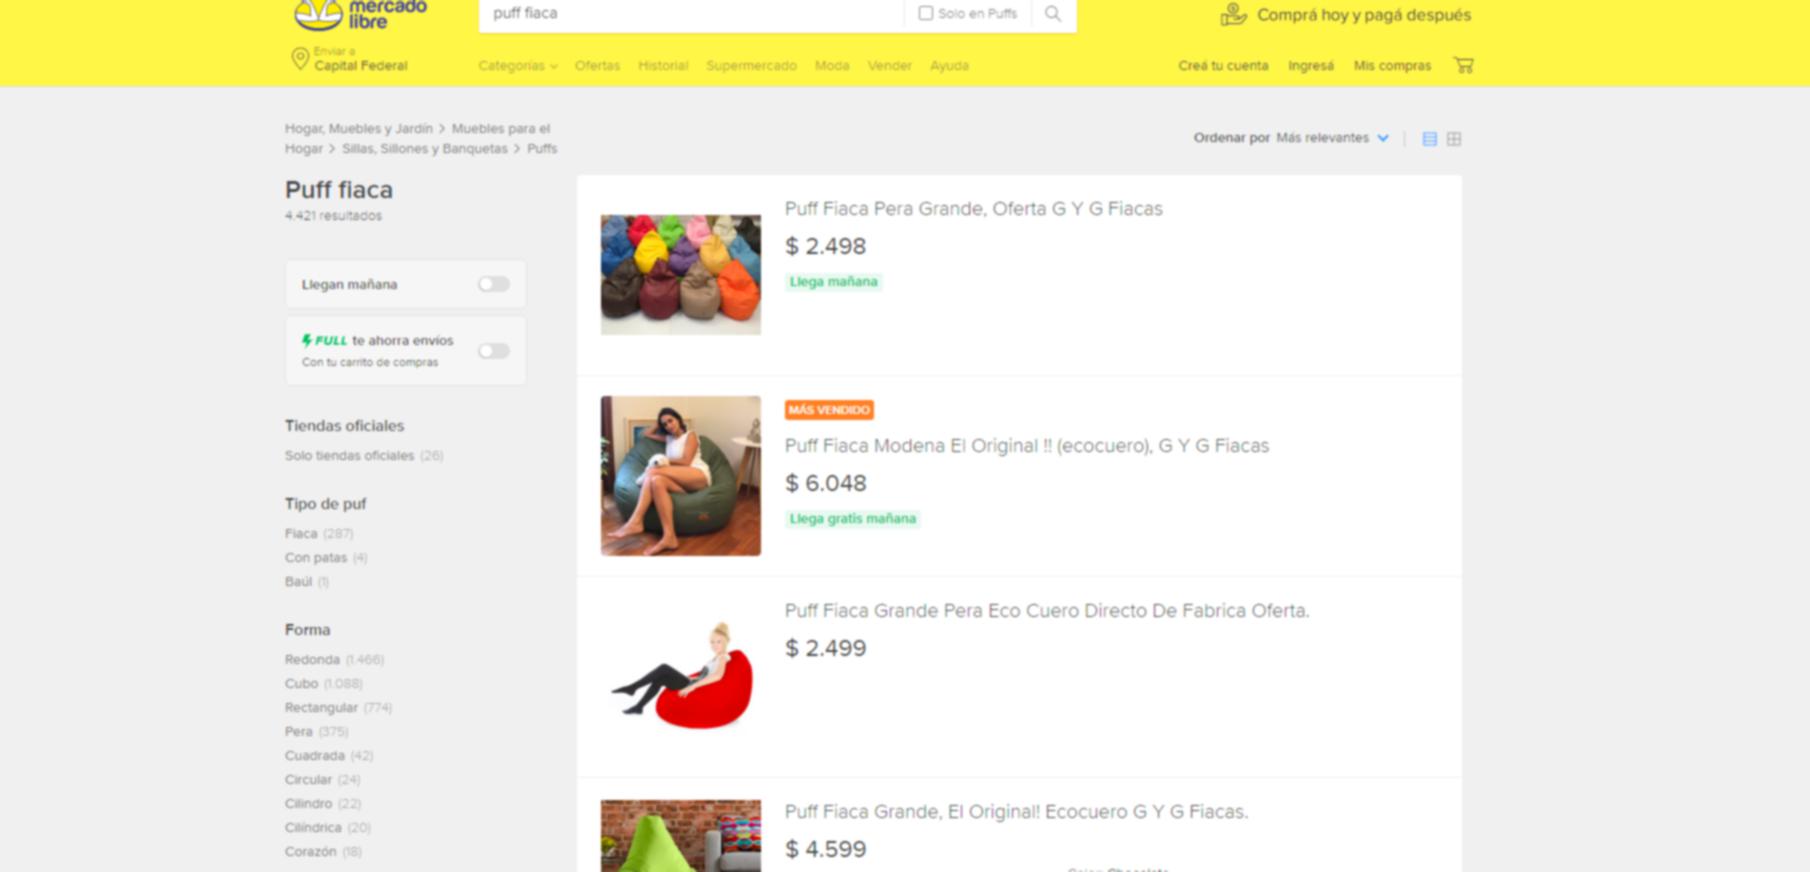 mercado
libre
puff fiaca
Solo en Puffs
Comprá hoy y pagá después
Enviar a
Capital Federal
Categorías Ofertas Historial Supermercado Moda Vender Ayuda
Creá tu cuenta Ingresá Mis compras
Hogar, Muebles y Jardín > Muebles para el
Hogar > Sillas, Sillones y Banquetas > Puffs
Ordenar por Más relevantes
Puff fiaca
4.421 resultados
Llegan mañana
FULL te ahorra envíos
Con tu carrito de compras
Tiendas oficiales
Solo tiendas oficiales (26)
Tipo de puf
Fiaca (287)
Con patas (4)
Baúl (1)
Forma
Redonda (1.466)
Cubo (1.088)
Rectangular (774)
Pera (375)
Cuadrada (42)
Circular (24)
Cilindro (22)
Cilíndrica (20)
Corazón (18)
Puff Fiaca Pera Grande, Oferta G Y G Fiacas
$ 2.498
Llega mañana
MÁS VENDIDO
Puff Fiaca Modena El Original !! (ecocuero), G Y G Fiacas
$ 6.048
Llega gratis mañana
Puff Fiaca Grande Pera Eco Cuero Directo De Fabrica Oferta.
$ 2.499
Puff Fiaca Grande, El Original! Ecocuero G Y G Fiacas.
$ 4.599